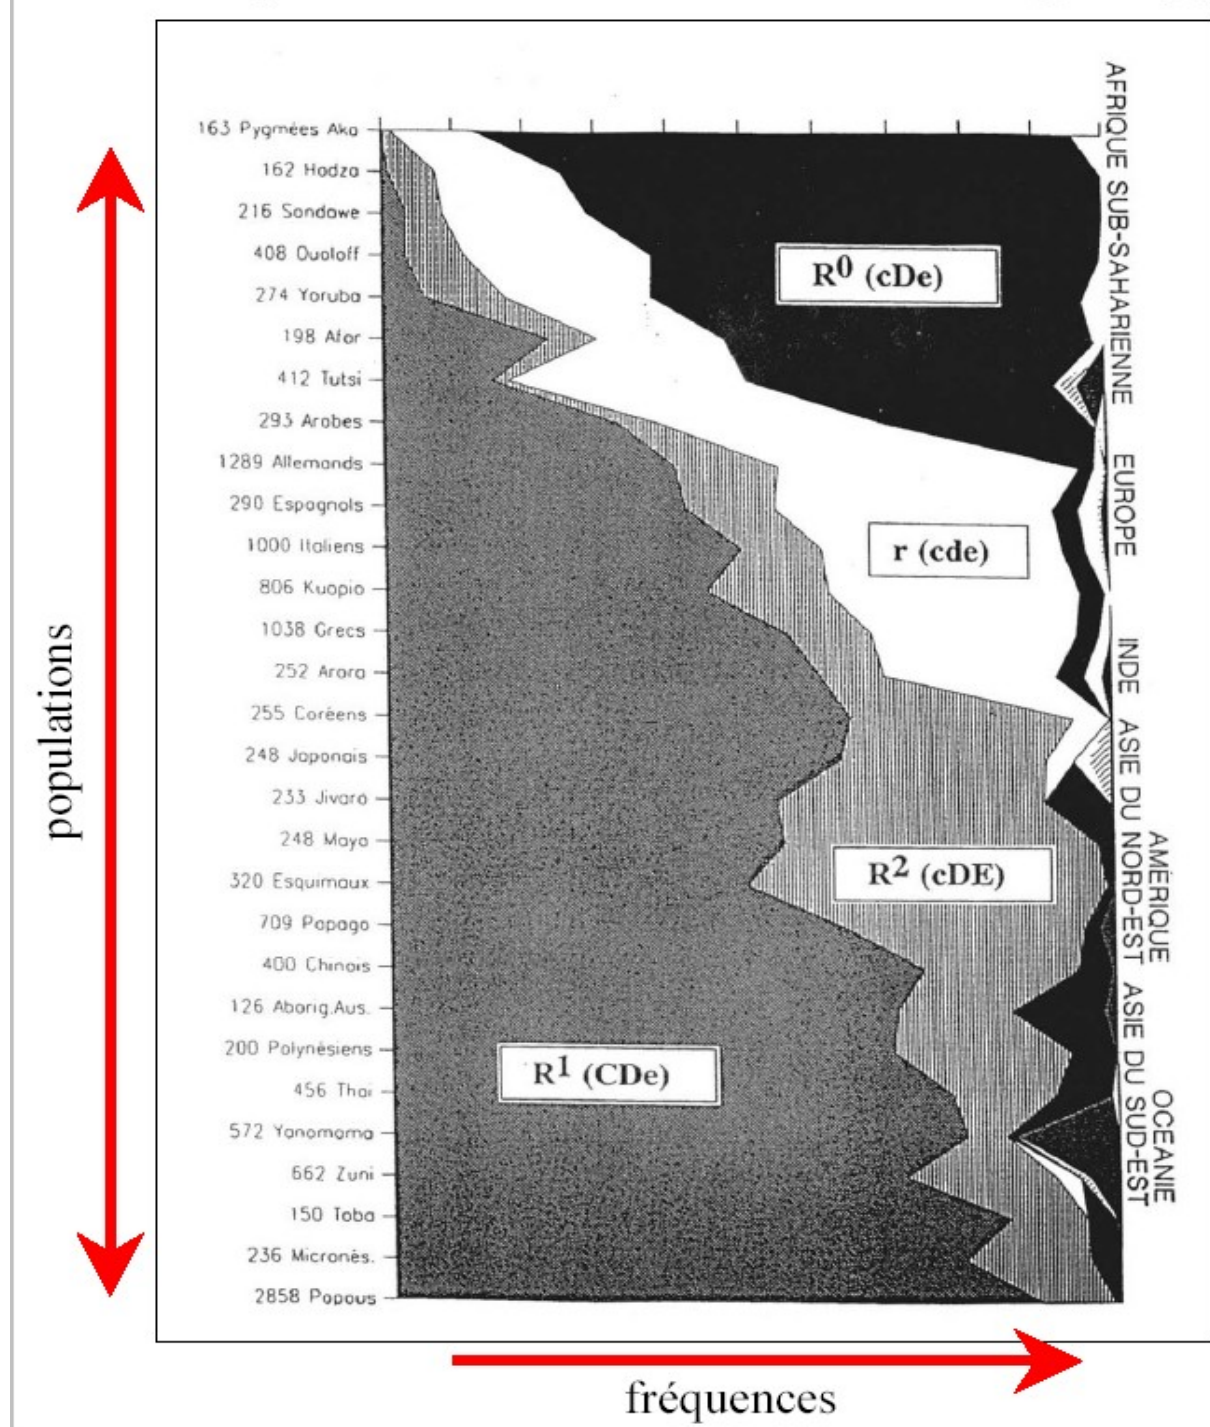 AFRIQUE SUB-SAHARIENNE
EUROPE
INDE
ASIE DU NORD-EST
AMÉRIQUE
ASIE DU SUD-EST
OCEANIE
163 Pygmées Aka
162 Hadza
216 Sandawe
408 Oualoff
274 Yoruba
198 Afar
412 Tutsi
293 Arabes
1289 Allemands
290 Espagnols
1000 Italiens
806 Kuopio
1038 Grecs
252 Arora
255 Coréens
248 Japonais
233 Jivaro
248 Maya
320 Esquimaux
709 Papago
400 Chinois
126 Aborig.Aus.
200 Polynésiens
456 Thai
572 Yanomama
662 Zuni
150 Toba
236 Micronés.
2858 Papous
R0 (cDe)
r (cde)
R2 (cDE)
R1 (CDe)
populations
fréquences